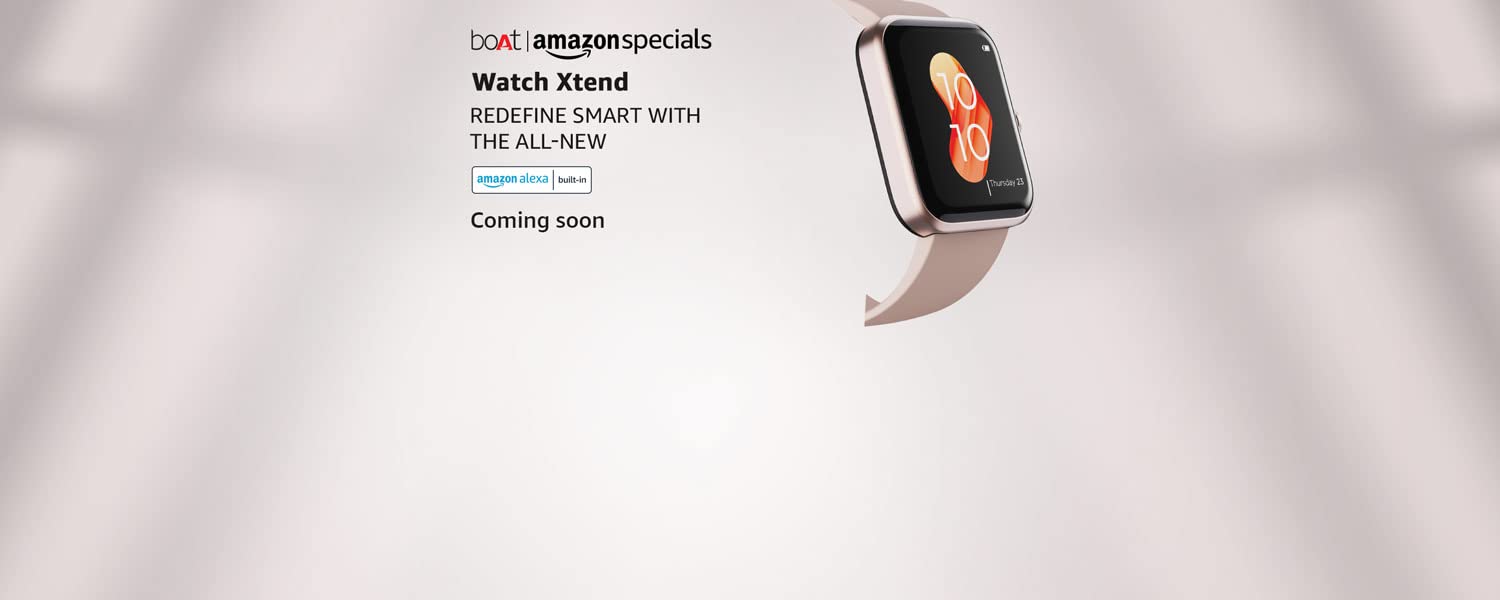 boAt | amazonspecials
Watch Xtend
REDEFINE SMART WITH
THE ALL-NEW
amazon alexa | built-in
Coming soon
10
10
Thursday 23